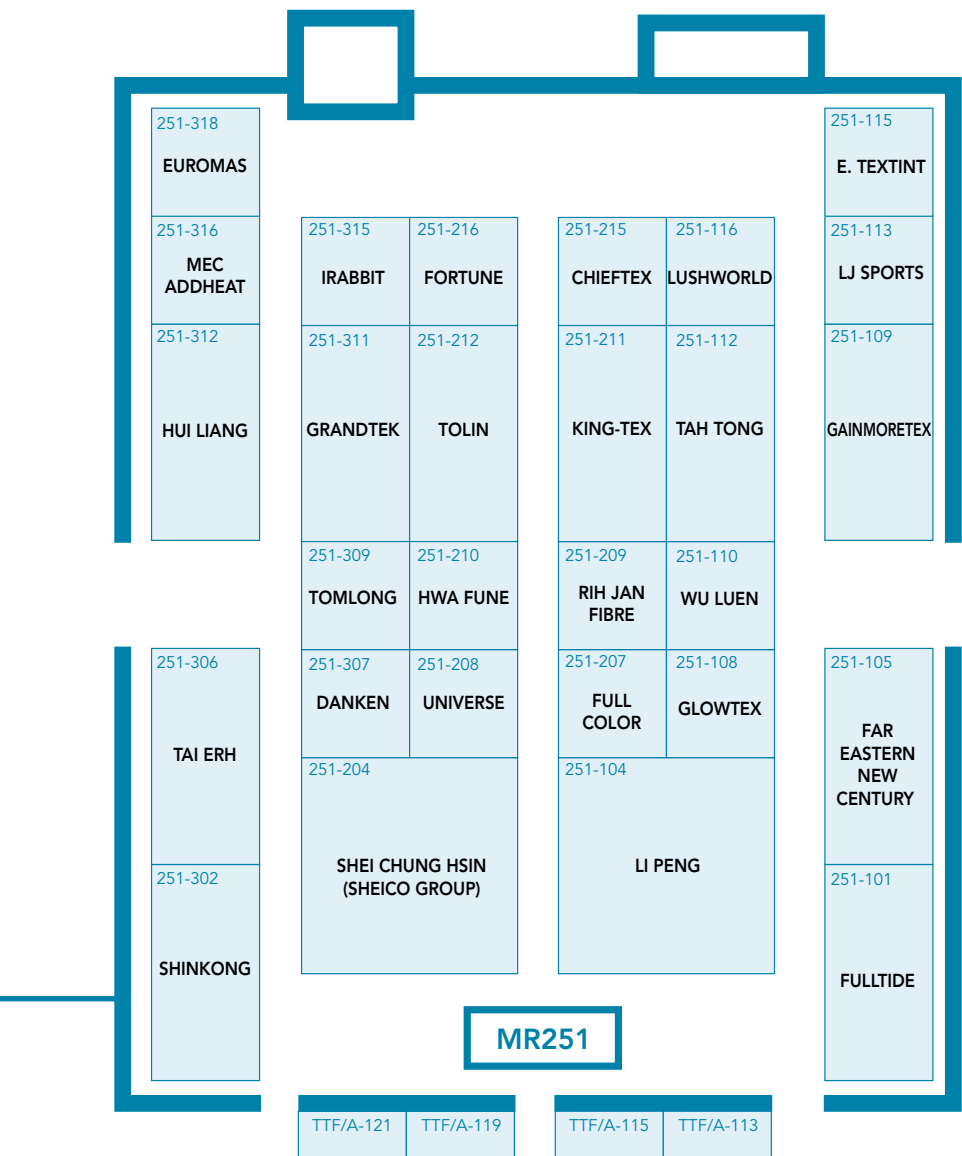 251-318
EUROMAS
251-115
E. TEXTINT
251-316
MEC
ADDHEAT
251-315
IRABBIT
251-216
FORTUNE
251-215
CHIEFTEX
251-116
LUSHWORLD
251-113
LJ SPORTS
251-312
HUI LIANG
251-311
GRANDTEK
251-212
TOLIN
251-211
KING-TEX
251-112
TAH TONG
251-109
GAINMORETEX
251-309
TOMLONG
251-210
HWA FUNE
251-209
RIH JAN
FIBRE
251-110
WU LUEN
251-306
TAI ERH
251-307
DANKEN
251-208
UNIVERSE
251-207
FULL
COLOR
251-108
GLOWTEX
251-105
FAR
EASTERN
NEW
CENTURY
251-204
SHEI CHUNG HSIN
(SHEICO GROUP)
251-104
LI PENG
251-302
SHINKONG
251-101
FULLTIDE
MR251
TTF/A-121
TTF/A-119
TTF/A-115
TTF/A-113